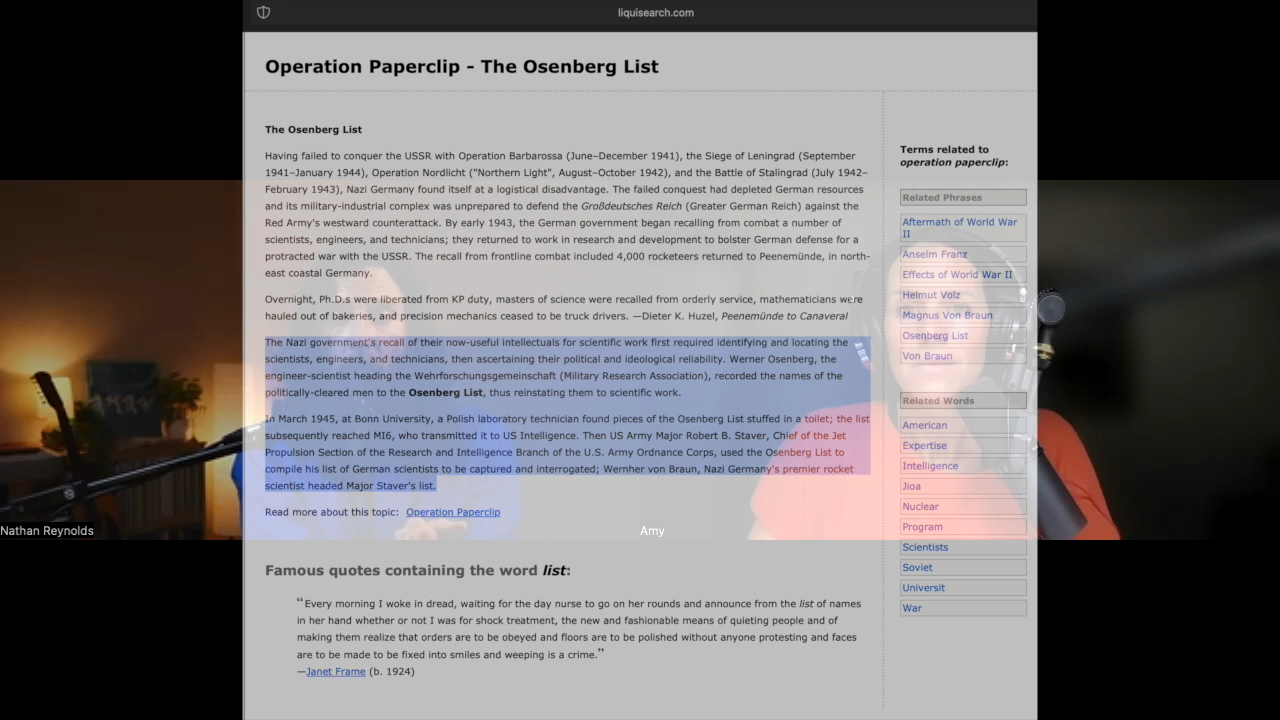 liquisearch.com
Operation Paperclip - The Osenberg List
The Osenberg List
Having failed to conquer the USSR with Operation Barbarossa (June–December 1941), the Siege of Leningrad (September
1941–January 1944), Operation Nordlicht ("Northern Light", August–October 1942), and the Battle of Stalingrad (July 1942–
February 1943), Nazi Germany found itself at a logistical disadvantage. The failed conquest had depleted German resources
and its military-industrial complex was unprepared to defend the Großdeutsches Reich (Greater German Reich) against the
Red Army's westward counterattack. By early 1943, the German government began recalling from combat a number of
scientists, engineers, and technicians; they returned to work in research and development to bolster German defense for a
protracted war with the USSR. The recall from frontline combat included 4,000 rocketeers returned to Peenemünde, in north-
east coastal Germany.
Overnight, Ph.D.s were liberated from KP duty, masters of science were recalled from orderly service, mathematicians were
hauled out of bakeries, and precision mechanics ceased to be truck drivers. —Dieter K. Huzel, Peenemünde to Canaveral
The Nazi government's recall of their now-useful intellectuals for scientific work first required identifying and locating the
scientists, engineers, and technicians, then ascertaining their political and ideological reliability. Werner Osenberg, the
engineer-scientist heading the Wehrforschungsgemeinschaft (Military Research Association), recorded the names of the
politically-cleared men to the Osenberg List, thus reinstating them to scientific work.
In March 1945, at Bonn University, a Polish laboratory technician found pieces of the Osenberg List stuffed in a toilet; the list
subsequently reached MI6, who transmitted it to US Intelligence. Then US Army Major Robert B. Staver, Chief of the Jet
Propulsion Section of the Research and Intelligence Branch of the U.S. Army Ordnance Corps, used the Osenberg List to
compile his list of German scientists to be captured and interrogated; Wernher von Braun, Nazi Germany's premier rocket
scientist headed Major Staver's list.
Read more about this topic: Operation Paperclip
Famous quotes containing the word list:
“Every morning I woke in dread, waiting for the day nurse to go on her rounds and announce from the list of names
in her hand whether or not I was for shock treatment, the new and fashionable means of quieting people and of
making them realize that orders are to be obeyed and floors are to be polished without anyone protesting and faces
are to be made to be fixed into smiles and weeping is a crime.”
—Janet Frame (b. 1924)
Terms related to
operation paperclip:
Related Phrases
Aftermath of World War
II
Anselm Franz
Effects of World War II
Helmut Volz
Magnus Von Braun
Osenberg List
Von Braun
Related Words
American
Expertise
Intelligence
Jioa
Nuclear
Program
Scientists
Soviet
Universit
War
Nathan Reynolds
Amy